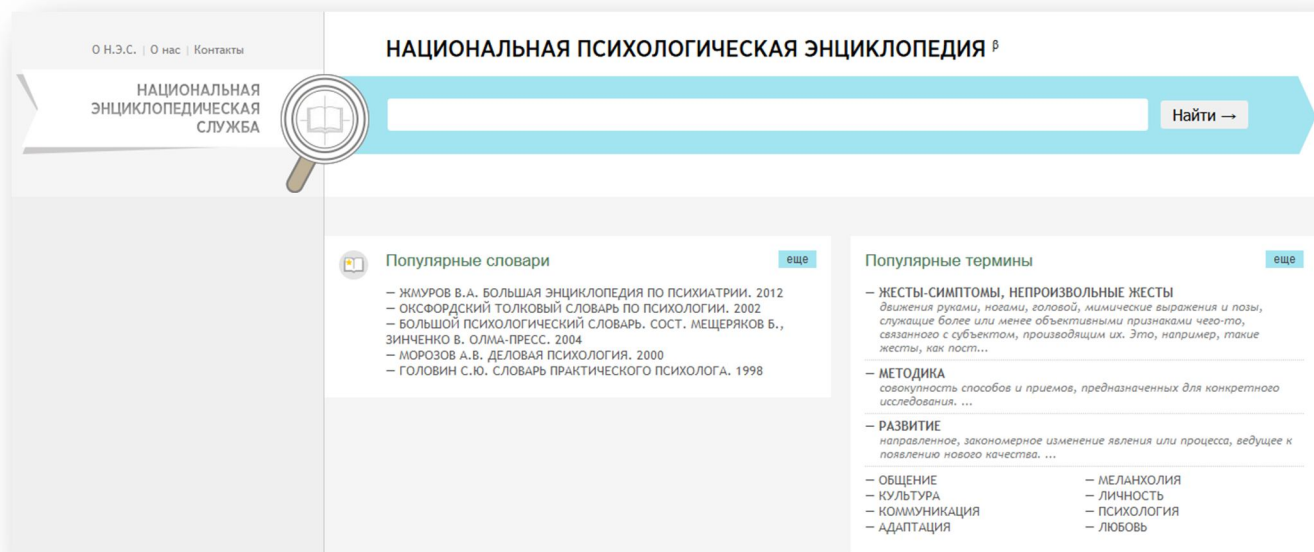 О Н.Э.С. | О нас | Контакты
НАЦИОНАЛЬНАЯ ПСИХОЛОГИЧЕСКАЯ ЭНЦИКЛОПЕДИЯ β
НАЦИОНАЛЬНАЯ
ЭНЦИКЛОПЕДИЧЕСКАЯ
СЛУЖБА
Найти →
Популярные словари
еще
— ЖМУРОВ В.А. БОЛЬШАЯ ЭНЦИКЛОПЕДИЯ ПО ПСИХИАТРИИ. 2012
— ОКСФОРДСКИЙ ТОЛКОВЫЙ СЛОВАРЬ ПО ПСИХОЛОГИИ. 2002
— БОЛЬШОЙ ПСИХОЛОГИЧЕСКИЙ СЛОВАРЬ. СОСТ. МЕЩЕРЯКОВ Б.,
ЗИНЧЕНКО В. ОЛМА-ПРЕСС. 2004
— МОРОЗОВ А.В. ДЕЛОВАЯ ПСИХОЛОГИЯ. 2000
— ГОЛОВИН С.Ю. СЛОВАРЬ ПРАКТИЧЕСКОГО ПСИХОЛОГА. 1998
Популярные термины
еще
— ЖЕСТЫ-СИМПТОМЫ, НЕПРОИЗВОЛЬНЫЕ ЖЕСТЫ
движения руками, ногами, головой, мимические выражения и позы,
служащие более или менее объективными признаками чего-то,
связанного с субъектом, производящим их. Это, например, такие
жесты, как пост...
— МЕТОДИКА
совокупность способов и приемов, предназначенных для конкретного
исследования. ...
— РАЗВИТИЕ
направленное, закономерное изменение явления или процесса, ведущее к
появлению нового качества. ...
— ОБЩЕНИЕ
— КУЛЬТУРА
— КОММУНИКАЦИЯ
— АДАПТАЦИЯ
— МЕЛАНХОЛИЯ
— ЛИЧНОСТЬ
— ПСИХОЛОГИЯ
— ЛЮБОВЬ